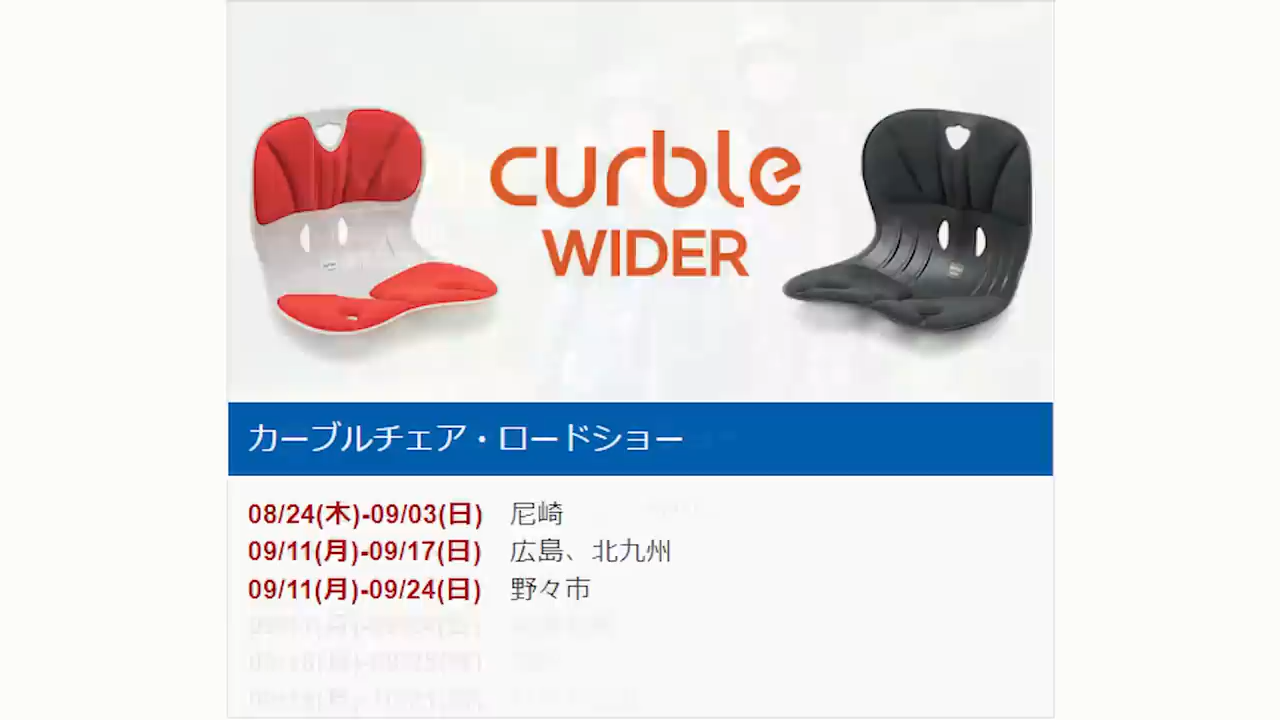 curble
WIDER
カーブルチェア・ロードショー
08/24(木)-09/03(日) 尼崎
09/11(月)-09/17(日) 広島、北九州
09/11(月)-09/24(日) 野々市